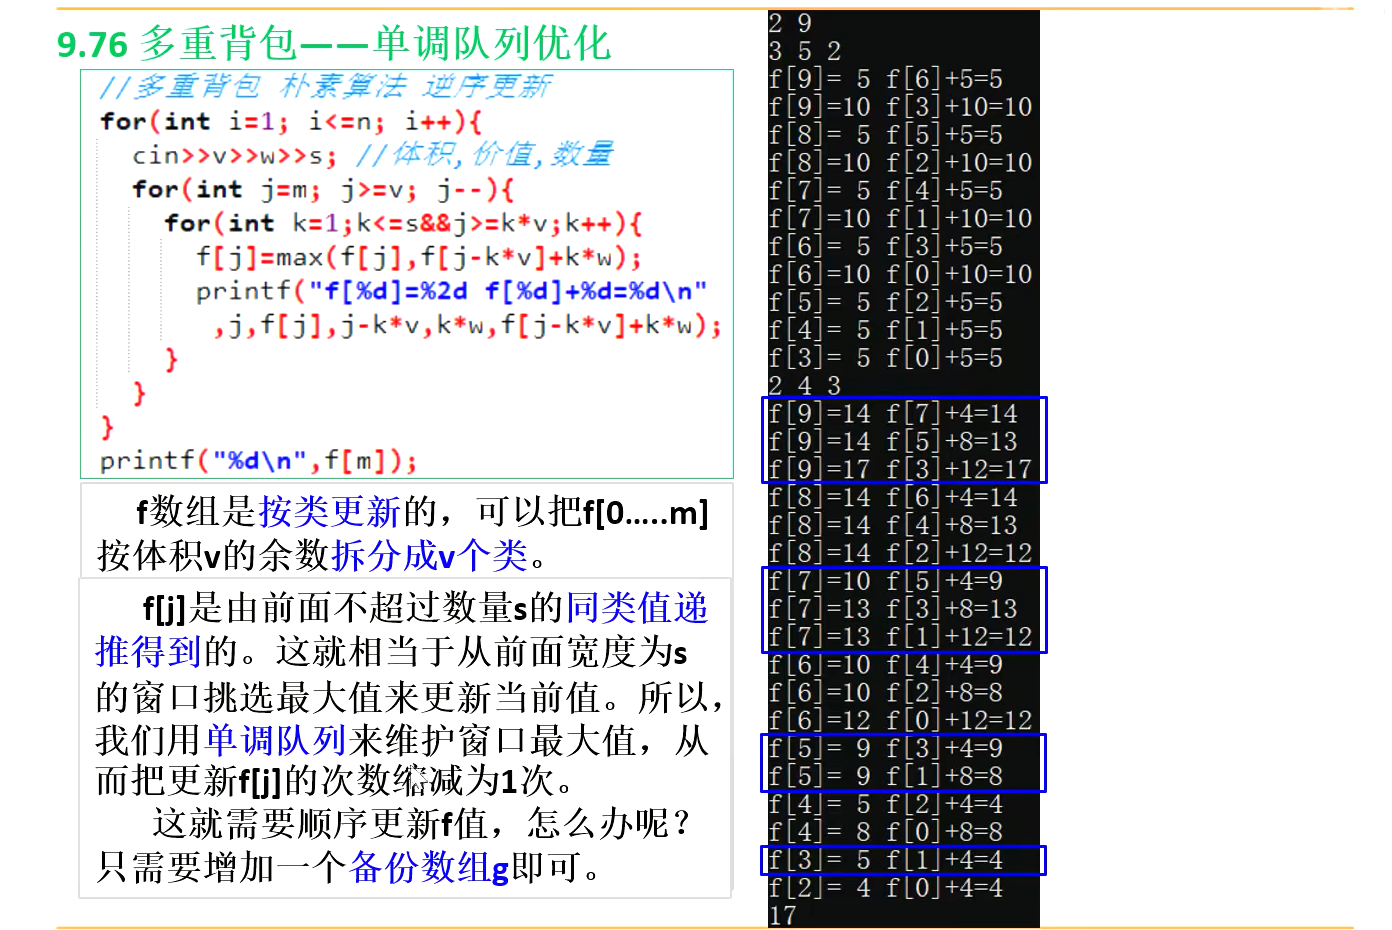 9.76 多重背包——单调队列优化
//多重背包 朴素算法 逆序更新
for(int i=1; i<=n; i++){
cin>>v>>w>>s; //体积,价值,数量
for(int j=m; j>=v; j--){
for(int k=1;k<=s&&j>=k*v;k++){
f[j]=max(f[j],f[j-k*v]+k*w);
printf("f[%d]=%2d f[%d]+%d=%d\n"
,j,f[j],j-k*v,k*w,f[j-k*v]+k*w);
}
}
}
printf("%d\n",f[m]);
f数组是按类更新的，可以把f[0.....m]
按体积v的余数拆分成v个类。
f[j]是由前面不超过数量s的同类值递
推得到的。这就相当于从前面宽度为s
的窗口挑选最大值来更新当前值。所以，
我们用单调队列来维护窗口最大值，从
而把更新f[j]的次数缩减为1次。
这就需要顺序更新f值，怎么办呢？
只需要增加一个备份数组g即可。
2 9
3 5 2
f[9]= 5 f[6]+5=5
f[9]=10 f[3]+10=10
f[8]= 5 f[5]+5=5
f[8]=10 f[2]+10=10
f[7]= 5 f[4]+5=5
f[7]=10 f[1]+10=10
f[6]= 5 f[3]+5=5
f[6]=10 f[0]+10=10
f[5]= 5 f[2]+5=5
f[4]= 5 f[1]+5=5
f[3]= 5 f[0]+5=5
2 4 3
f[9]=14 f[7]+4=14
f[9]=14 f[5]+8=13
f[9]=17 f[3]+12=17
f[8]=14 f[6]+4=14
f[8]=14 f[4]+8=13
f[8]=14 f[2]+12=12
f[7]=10 f[5]+4=9
f[7]=13 f[3]+8=13
f[7]=13 f[1]+12=12
f[6]=10 f[4]+4=9
f[6]=10 f[2]+8=8
f[6]=12 f[0]+12=12
f[5]= 9 f[3]+4=9
f[5]= 9 f[1]+8=8
f[4]= 5 f[2]+4=4
f[4]= 8 f[0]+8=8
f[3]= 5 f[1]+4=4
f[2]= 4 f[0]+4=4
17